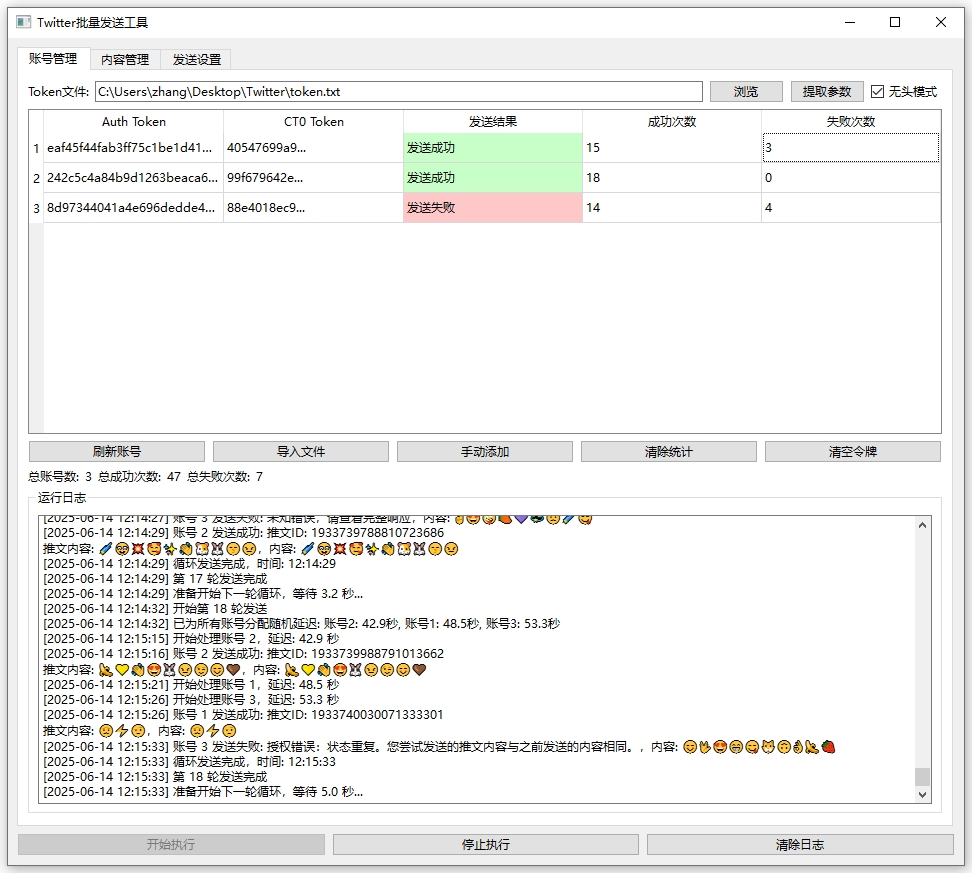 Twitter批量发送工具
账号管理 内容管理 发送设置
Token文件: C:\Users\zhang\Desktop\Twitter\token.txt 浏览 提取参数 无头模式
Auth Token CT0 Token 发送结果 成功次数 失败次数
1 eaf45f44fab3ff75c1be1d41... 40547699a9... 发送成功 15 3
2 242c5c4a84b9d1263beaca6... 99f679642e... 发送成功 18 0
3 8d97344041a4e696dedde4... 88e4018ec9... 发送失败 14 4
刷新账号 导入文件 手动添加 清除统计 清空令牌
总账号数: 3 总成功次数: 47 总失败次数: 7
运行日志
[2025-06-14 12:14:27] 账号 3 发送失败: 未知错误，请查看完整响应，内容:
[2025-06-14 12:14:29] 账号 2 发送成功: 推文ID: 1933739788810723686
推文内容: ，内容:
[2025-06-14 12:14:29] 循环发送完成，时间: 12:14:29
[2025-06-14 12:14:29] 第 17 轮发送完成
[2025-06-14 12:14:29] 准备开始下一轮循环，等待 3.2 秒...
[2025-06-14 12:14:32] 开始第 18 轮发送
[2025-06-14 12:14:32] 已为所有账号分配随机延迟: 账号2: 42.9秒, 账号1: 48.5秒, 账号3: 53.3秒
[2025-06-14 12:15:15] 开始处理账号 2，延迟: 42.9 秒
[2025-06-14 12:15:16] 账号 2 发送成功: 推文ID: 1933739988791013662
推文内容: ，内容:
[2025-06-14 12:15:21] 开始处理账号 1，延迟: 48.5 秒
[2025-06-14 12:15:26] 开始处理账号 3，延迟: 53.3 秒
[2025-06-14 12:15:26] 账号 1 发送成功: 推文ID: 1933740030071333301
推文内容: ，内容:
[2025-06-14 12:15:33] 账号 3 发送失败: 授权错误：状态重复。您尝试发送的推文内容与之前发送的内容相同。，内容:
[2025-06-14 12:15:33] 循环发送完成，时间: 12:15:33
[2025-06-14 12:15:33] 第 18 轮发送完成
[2025-06-14 12:15:33] 准备开始下一轮循环，等待 5.0 秒...
开始执行 停止执行 清除日志